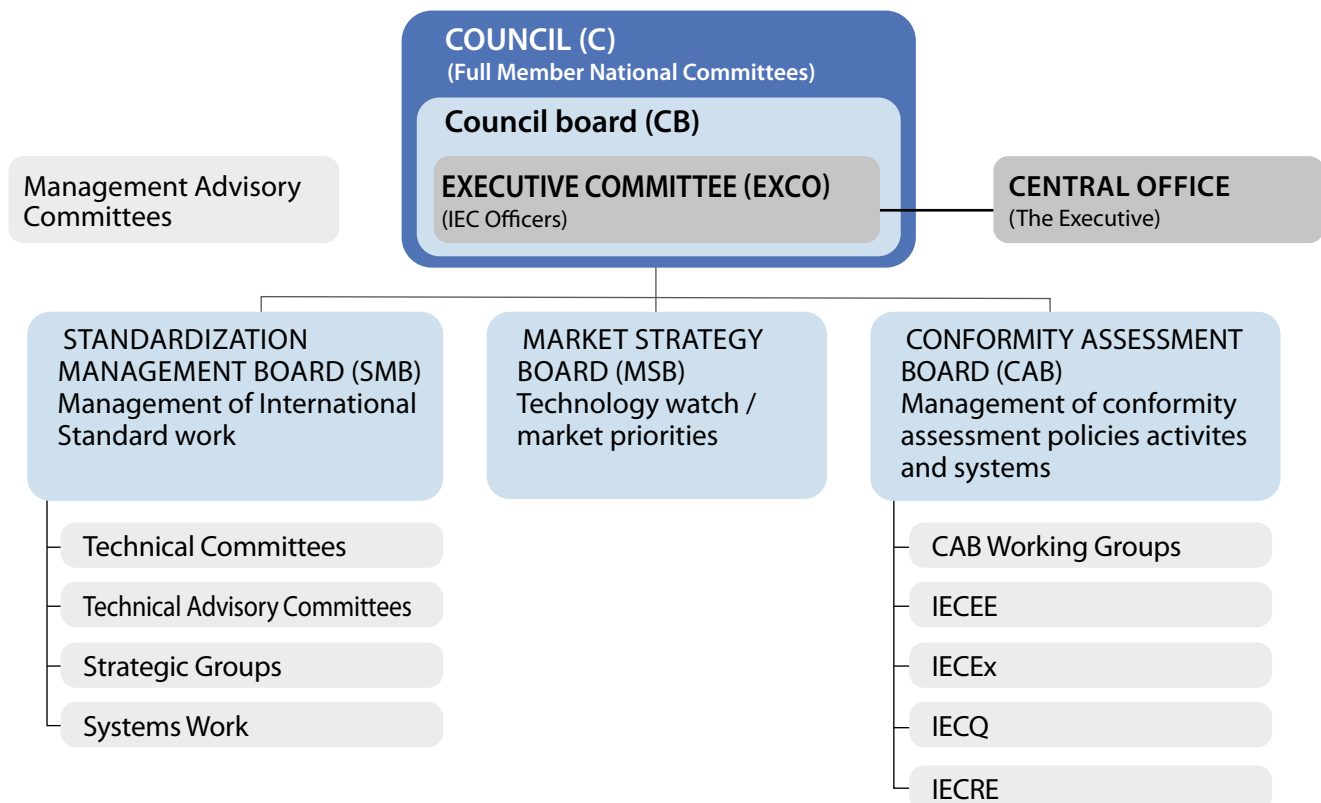 COUNCIL (C)
(Full Member National Committees)
Council board (CB)
Management Advisory
Committees
EXECUTIVE COMMITTEE (EXCO)
(IEC Officers)
CENTRAL OFFICE
(The Executive)
STANDARDIZATION
MANAGEMENT BOARD (SMB)
Management of International
Standard work
MARKET STRATEGY
BOARD (MSB)
Technology watch /
market priorities
CONFORMITY ASSESSMENT
BOARD (CAB)
Management of conformity
assessment policies activites
and systems
Technical Committees
Technical Advisory Committees
Strategic Groups
Systems Work
CAB Working Groups
IECEE
IECEx
IECQ
IECRE